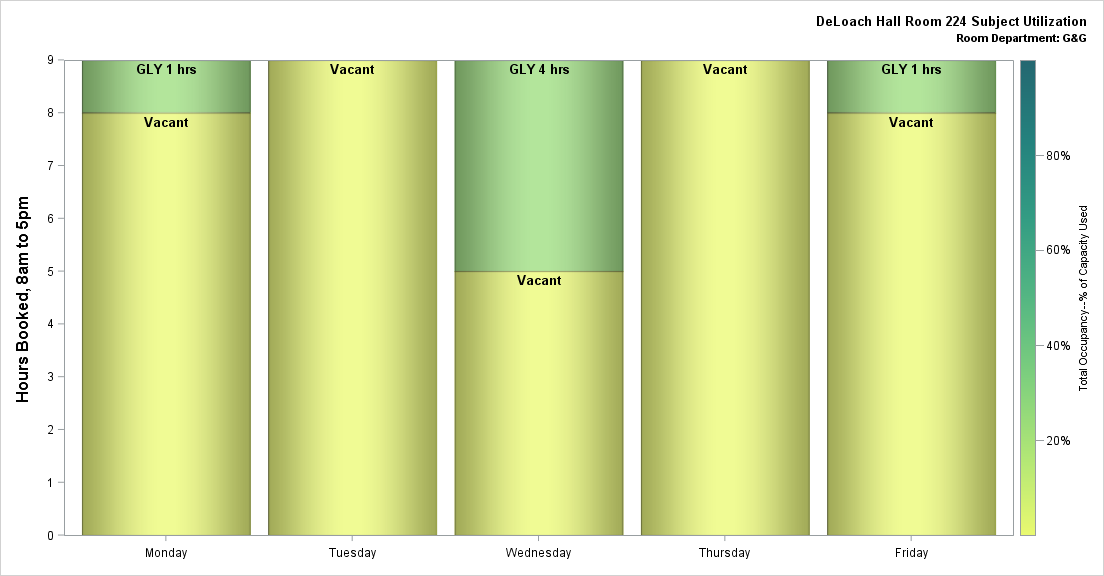 DeLoach Hall Room 224 Subject Utilization
Room Department: G&G
Hours Booked, 8am to 5pm
9
8
7
6
5
4
3
2
1
0
GLY 1 hrs
Vacant
Vacant
GLY 4 hrs
Vacant
Vacant
GLY 1 hrs
Vacant
Monday
Tuesday
Wednesday
Thursday
Friday
80%
60%
40%
20%
Total Occupancy--% of Capacity Used